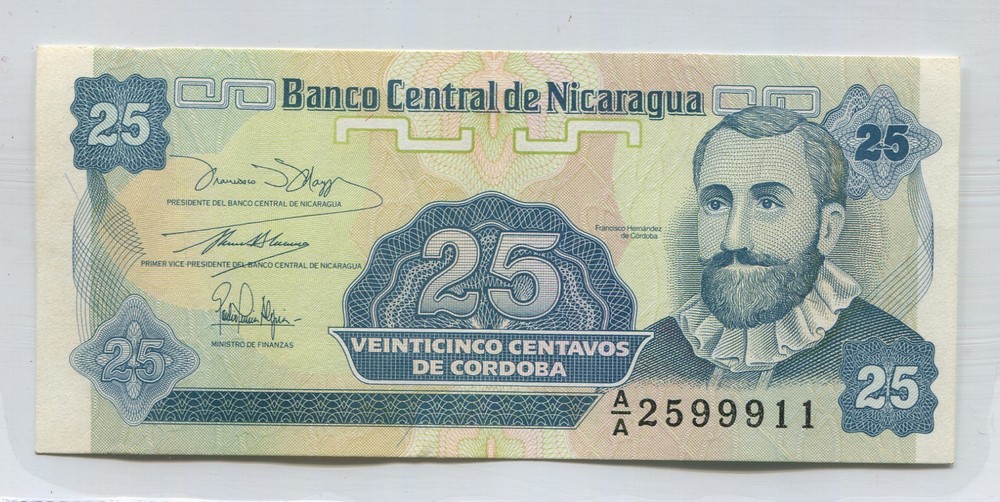 25
Banco Central de Nicaragua
25
PRESIDENTE DEL BANCO CENTRAL DE NICARAGUA
PRIMER VICE-PRESIDENTE DEL BANCO CENTRAL DE NICARAGUA
MINISTRO DE FINANZAS
Francisco Hernández
de Córdoba
25
VEINTICINCO CENTAVOS
DE CORDOBA
25
25
A/A 2599911